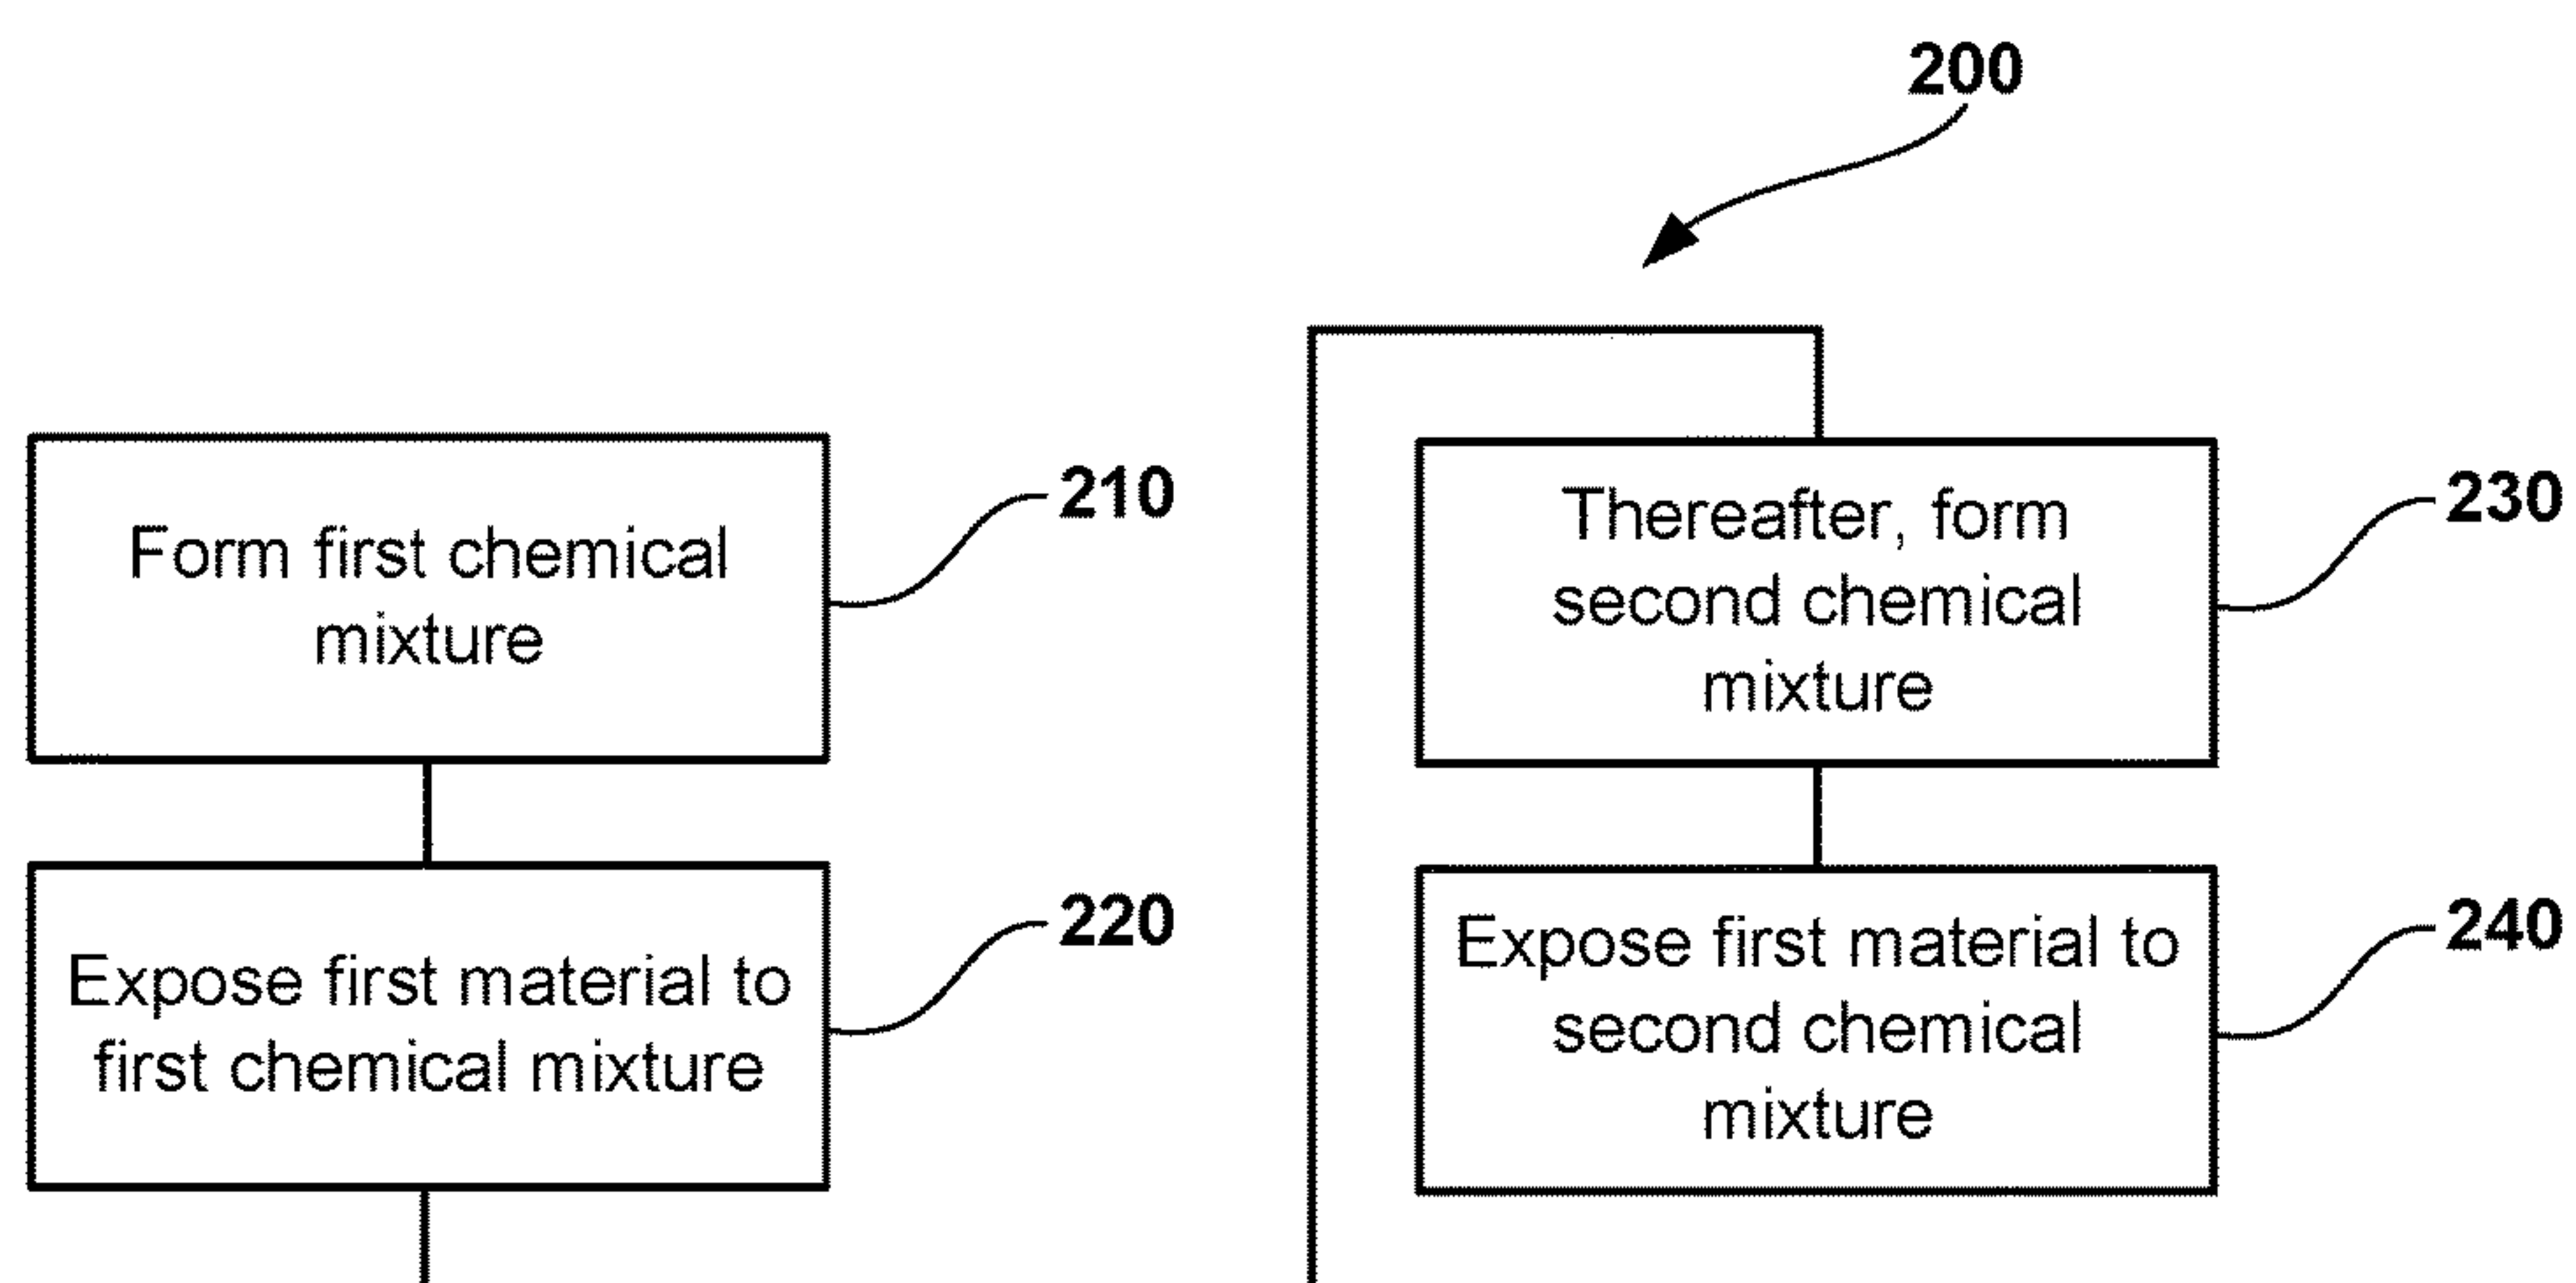 200
Form first chemical
mixture
210
Expose first material to
first chemical mixture
220
Thereafter, form
second chemical
mixture
230
Expose first material to
second chemical
mixture
240